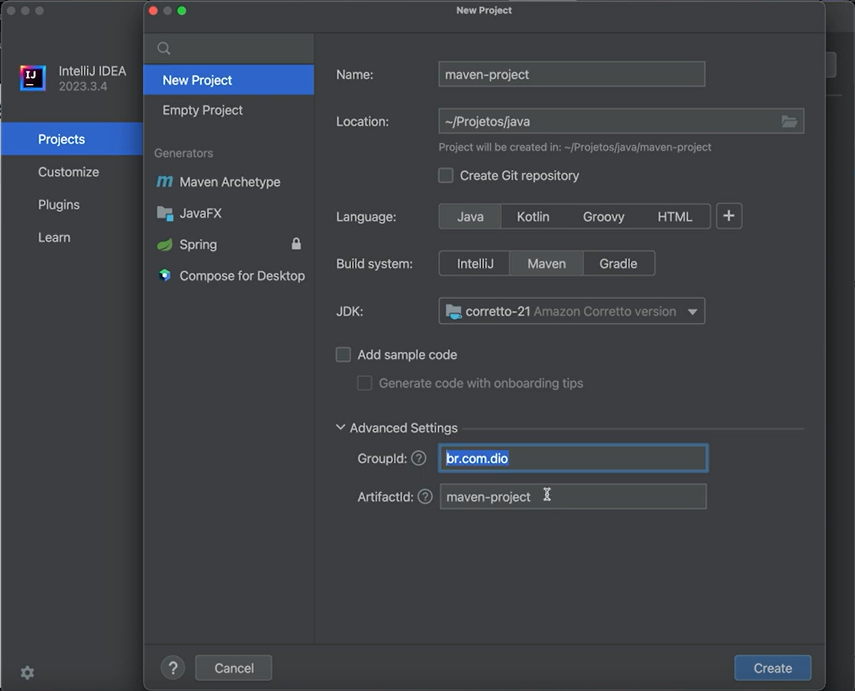 New Project
IJ
IntelliJ IDEA
2023.3.4
Projects
Customize
Plugins
Learn
New Project
Empty Project
Generators
Maven Archetype
JavaFX
Spring
Compose for Desktop
Name:
maven-project
Location:
~/Projetos/java
Project will be created in: ~/Projetos/java/maven-project
Create Git repository
Language:
Java Kotlin Groovy HTML +
Build system:
IntelliJ Maven Gradle
JDK:
corretto-21 Amazon Corretto version
Add sample code
Generate code with onboarding tips
Advanced Settings
GroupId: ?
br.com.dio
ArtifactId: ?
maven-project
? Cancel Create